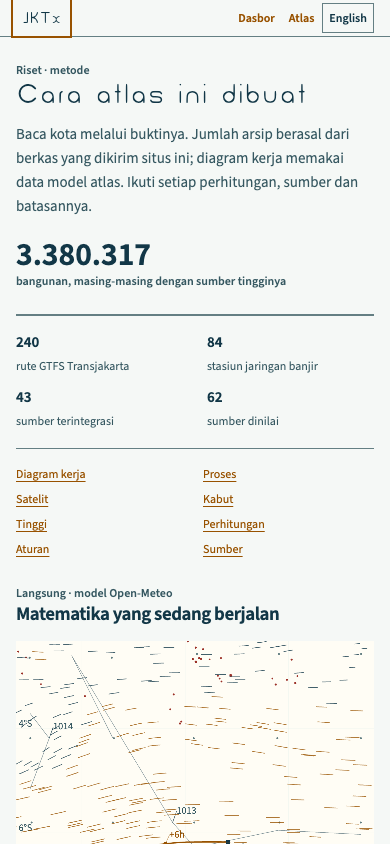 JKTx
Dasbor Atlas English
Riset · metode
Cara atlas ini dibuat
Baca kota melalui buktinya. Jumlah arsip berasal dari
berkas yang dikirim situs ini; diagram kerja memakai
data model atlas. Ikuti setiap perhitungan, sumber dan
batasannya.
3.380.317
bangunan, masing-masing dengan sumber tingginya
240 84
rute GTFS Transjakarta stasiun jaringan banjir
43 62
sumber terintegrasi sumber dinilai
Diagram kerja Proses
Satelit Kabut
Tinggi Perhitungan
Aturan Sumber
Langsung · model Open-Meteo
Matematika yang sedang berjalan
4°S 1014
1013
6°S +6h